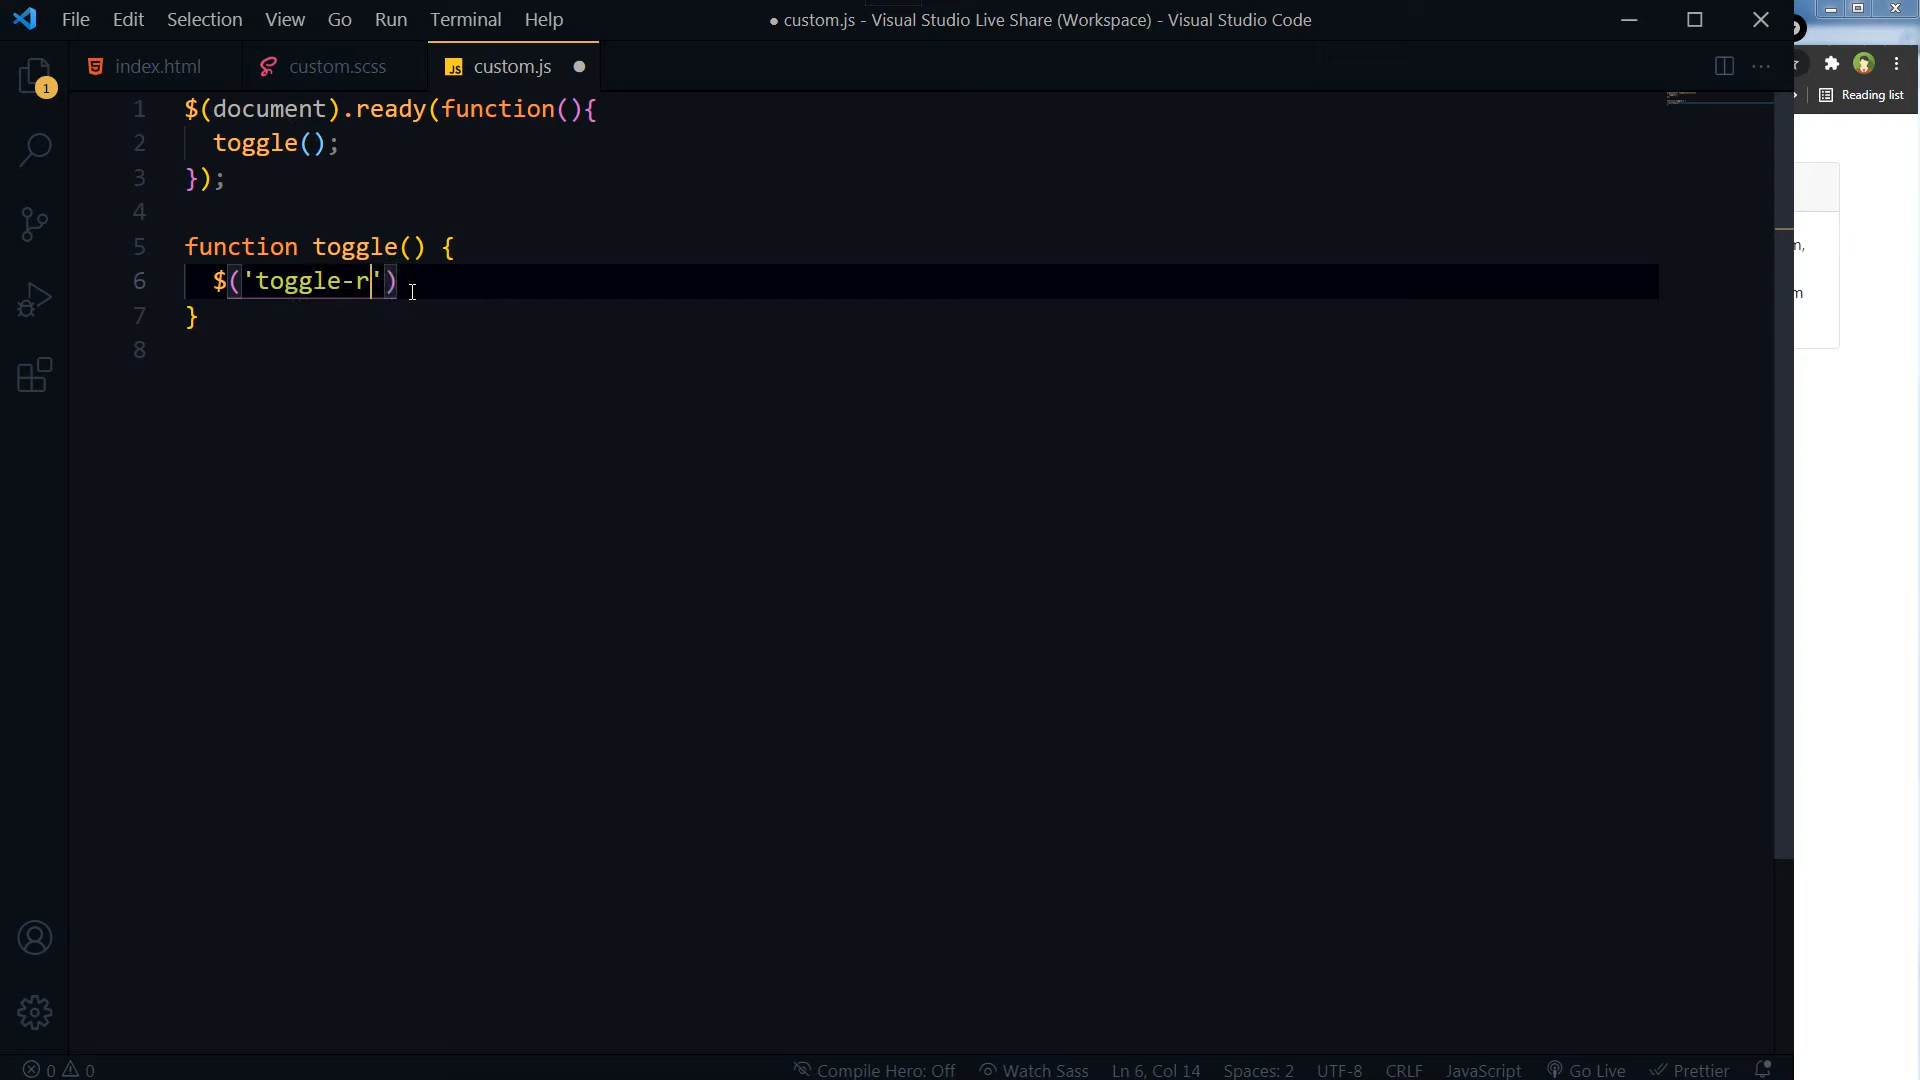 File Edit Selection View Go Run Terminal Help
● custom.js - Visual Studio Live Share (Workspace) - Visual Studio Code
index.html custom.scss JS custom.js
Reading list
1 $(document).ready(function(){
2 toggle();
3 });
4
5 function toggle() {
6 $('toggle-r')
7 }
8
1
0 0 Compile Hero: Off Watch Sass Ln 6, Col 14 Spaces: 2 UTF-8 CRLF JavaScript Go Live Prettier